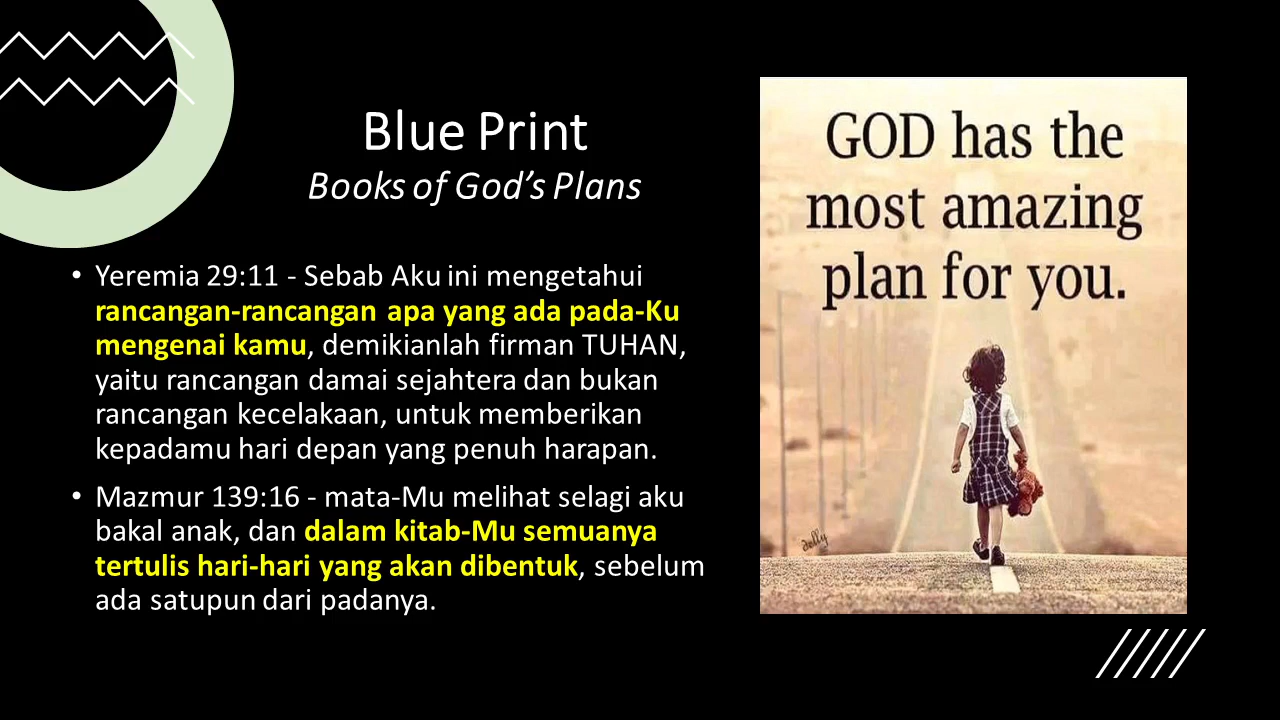 Blue Print
Books of God's Plans
• Yeremia 29:11 - Sebab Aku ini mengetahui
rancangan-rancangan apa yang ada pada-Ku
mengenai kamu, demikianlah firman TUHAN,
yaitu rancangan damai sejahtera dan bukan
rancangan kecelakaan, untuk memberikan
kepadamu hari depan yang penuh harapan.
• Mazmur 139:16 - mata-Mu melihat selagi aku
bakal anak, dan dalam kitab-Mu semuanya
tertulis hari-hari yang akan dibentuk, sebelum
ada satupun dari padanya.
GOD has the
most amazing
plan for you.